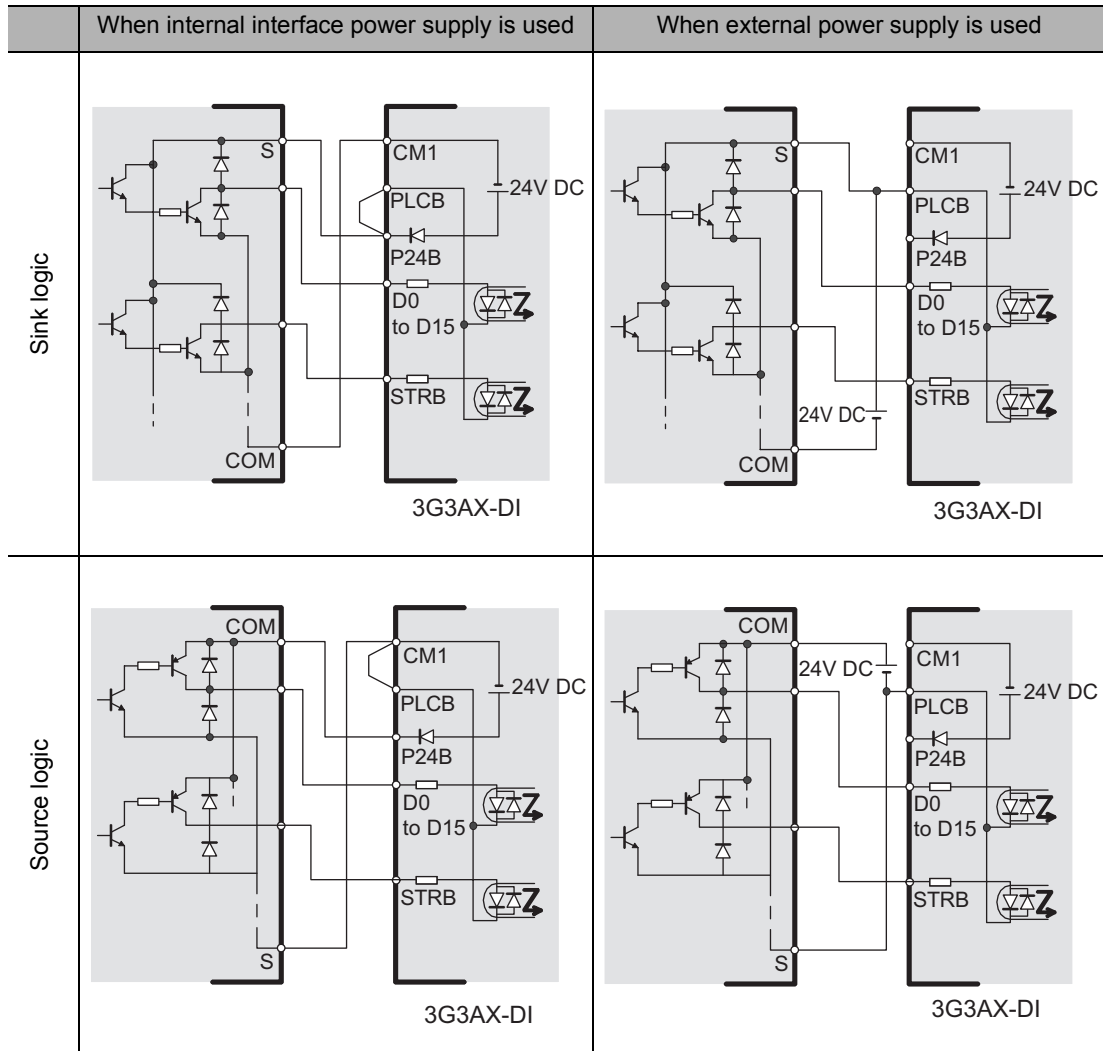 When internal interface power supply is used
When external power supply is used
Sink logic
S
COM
CM1
PLCB
P24B
D0
to D15
STRB
24V DC
3G3AX-DI
S
COM
24V DC
CM1
PLCB
P24B
D0
to D15
STRB
24V DC
3G3AX-DI
Source logic
COM
S
CM1
PLCB
P24B
D0
to D15
STRB
24V DC
3G3AX-DI
COM
S
24V DC
CM1
PLCB
P24B
D0
to D15
STRB
24V DC
3G3AX-DI